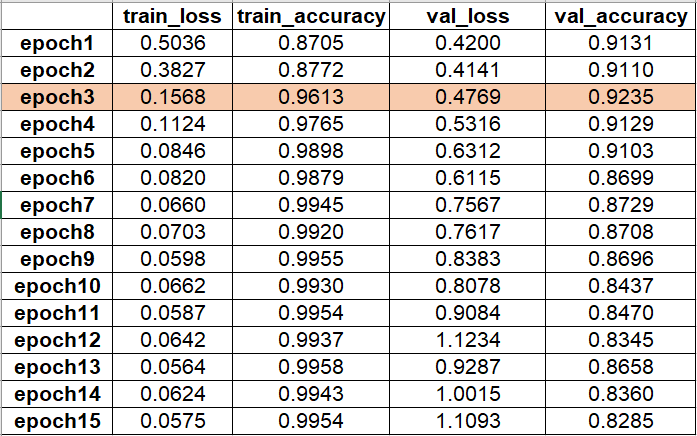 train_loss train_accuracy val_loss val_accuracy
epoch1 0.5036 0.8705 0.4200 0.9131
epoch2 0.3827 0.8772 0.4141 0.9110
epoch3 0.1568 0.9613 0.4769 0.9235
epoch4 0.1124 0.9765 0.5316 0.9129
epoch5 0.0846 0.9898 0.6312 0.9103
epoch6 0.0820 0.9879 0.6115 0.8699
epoch7 0.0660 0.9945 0.7567 0.8729
epoch8 0.0703 0.9920 0.7617 0.8708
epoch9 0.0598 0.9955 0.8383 0.8696
epoch10 0.0662 0.9930 0.8078 0.8437
epoch11 0.0587 0.9954 0.9084 0.8470
epoch12 0.0642 0.9937 1.1234 0.8345
epoch13 0.0564 0.9958 0.9287 0.8658
epoch14 0.0624 0.9943 1.0015 0.8360
epoch15 0.0575 0.9954 1.1093 0.8285